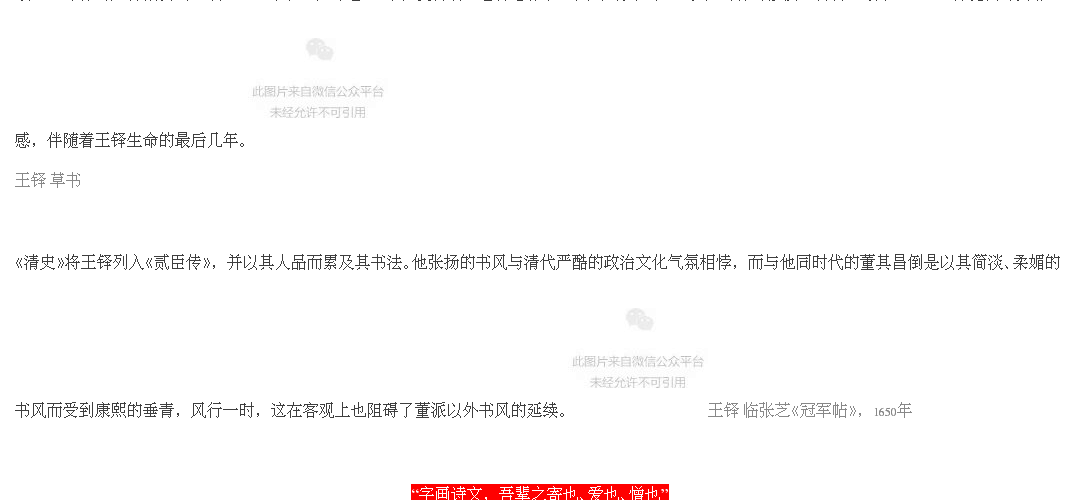 此图片来自微信公众平台
未经允许不可引用
感，伴随着王铎生命的最后几年。
王铎 草书
《清史》将王铎列入《贰臣传》，并以其人品而累及其书法。他张扬的书风与清代严酷的政治文化气氛相悖，而与他同时代的董其昌倒是以其简淡、柔媚的
此图片来自微信公众平台
未经允许不可引用
书风而受到康熙的垂青，风行一时，这在客观上也阻碍了董派以外书风的延续。 王铎 临张芝《冠军帖》，1650年
“字画诗文，吾辈之寄也、爱也、憎也”